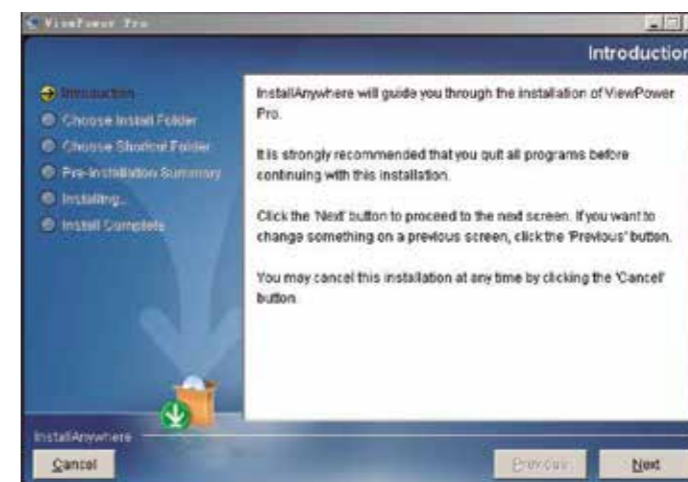 ViewPower Pro
Introduction
Introduction
Choose Install Folder
Choose Shortcut Folder
Pre-Installation Summary
Installing...
Install Complete
InstallAnywhere will guide you through the installation of ViewPower
Pro.
It is strongly recommended that you quit all programs before
continuing with this installation.
Click the 'Next' button to proceed to the next screen. If you want to
change something on a previous screen, click the 'Previous' button.
You may cancel this installation at any time by clicking the 'Cancel'
button.
InstallAnywhere
Cancel
Previous
Next